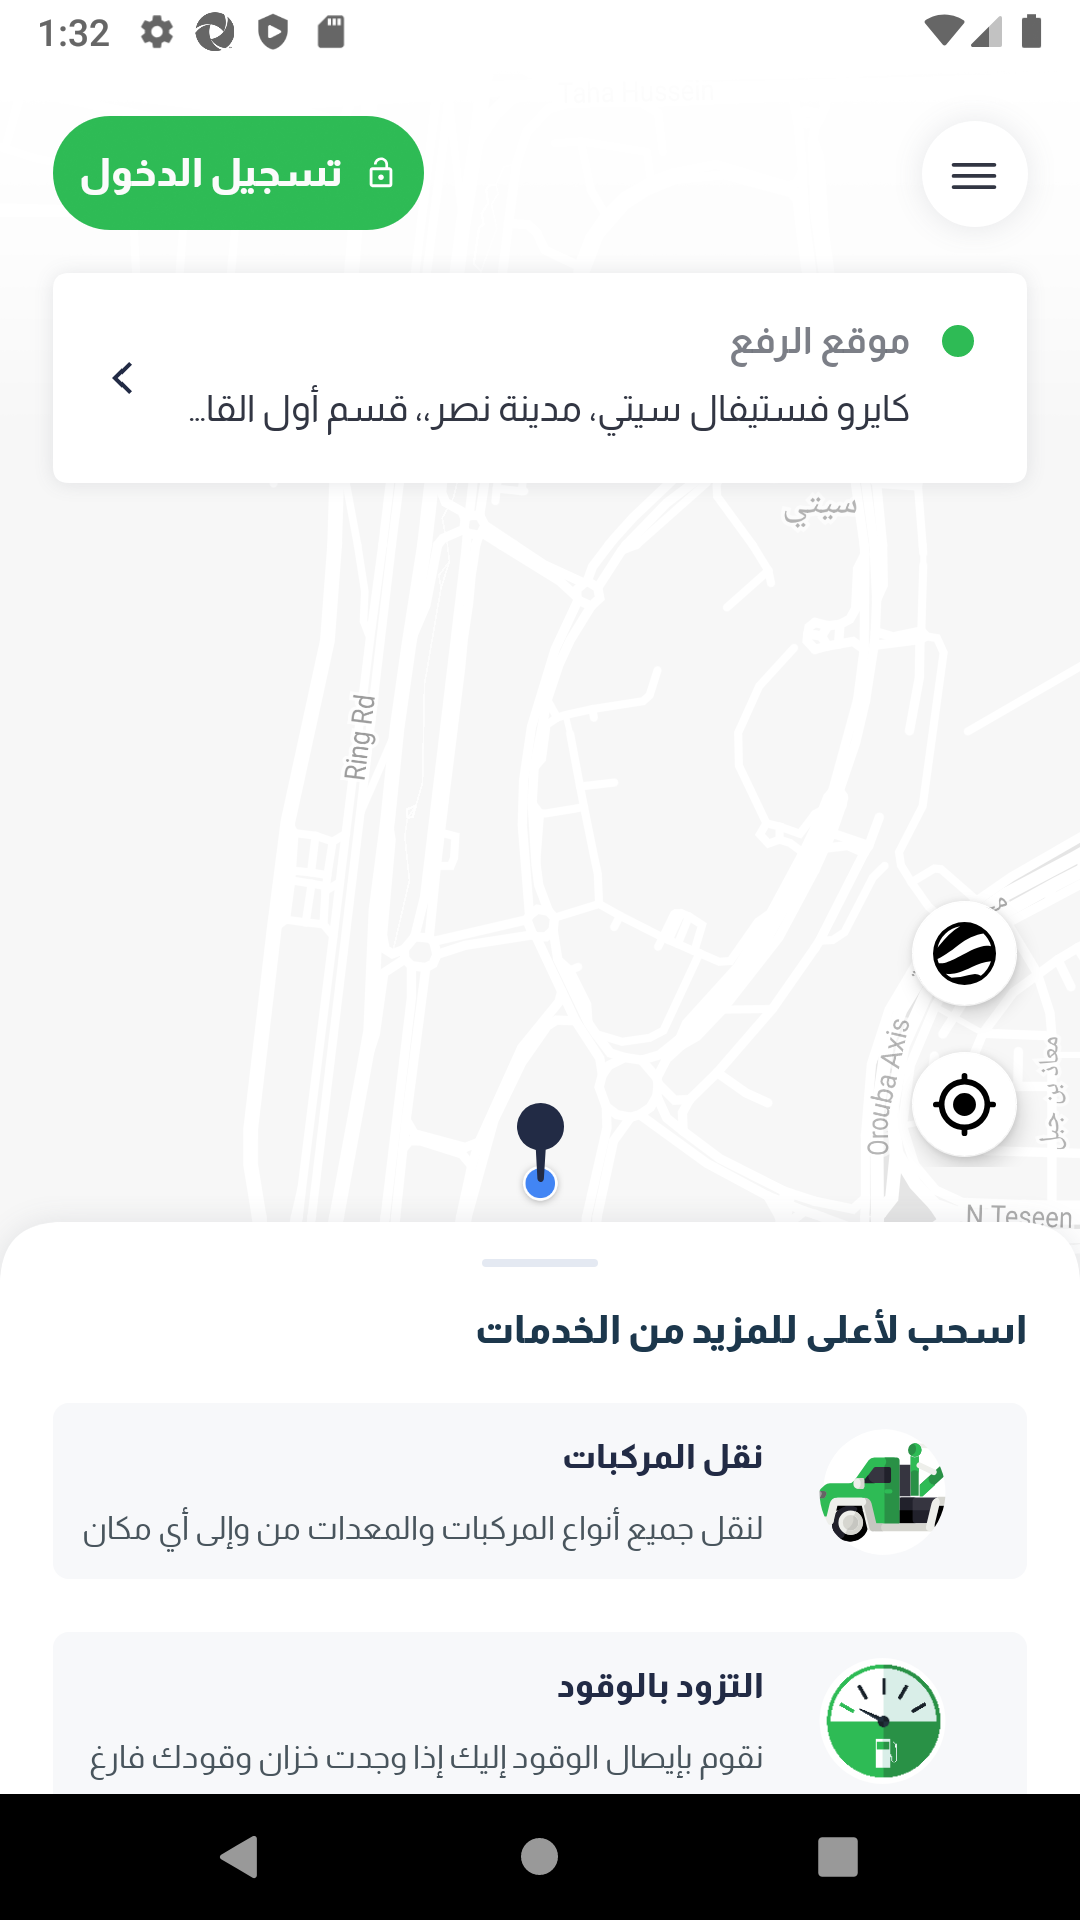 1:32
تسجيل الدخول
موقع الرفع
كايرو فستيفال سيتي، مدينة نصر،، قسم أول القا...
سيتي
Ring Rd
Orouba Axis
معاذ بن جبل
N Teseen
اسحب لأعلى للمزيد من الخدمات
نقل المركبات
لنقل جميع أنواع المركبات والمعدات من وإلى أي مكان
التزود بالوقود
نقوم بإيصال الوقود إليك إذا وجدت خزان وقودك فارغ